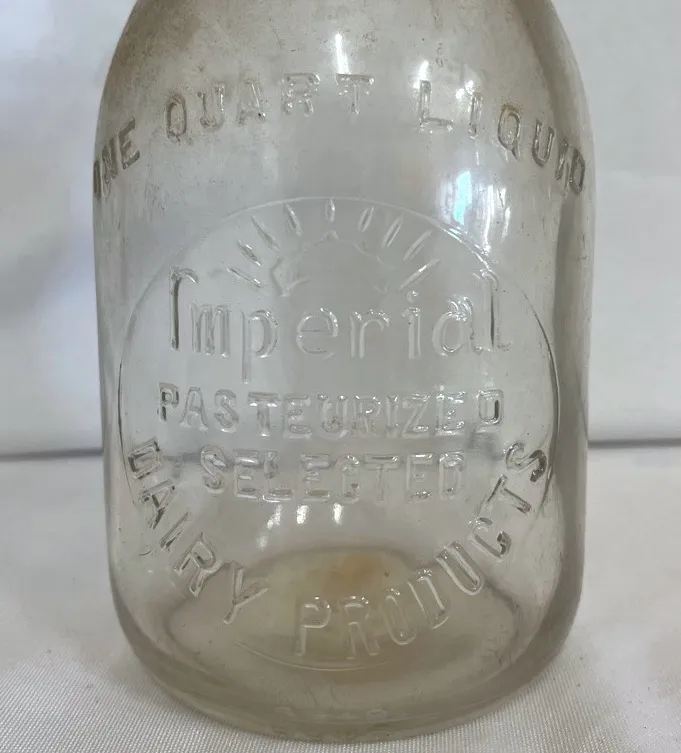 ONE QUART LIQUID
Imperial
PASTEURIZED
SELECTED
DAIRY PRODUCTS